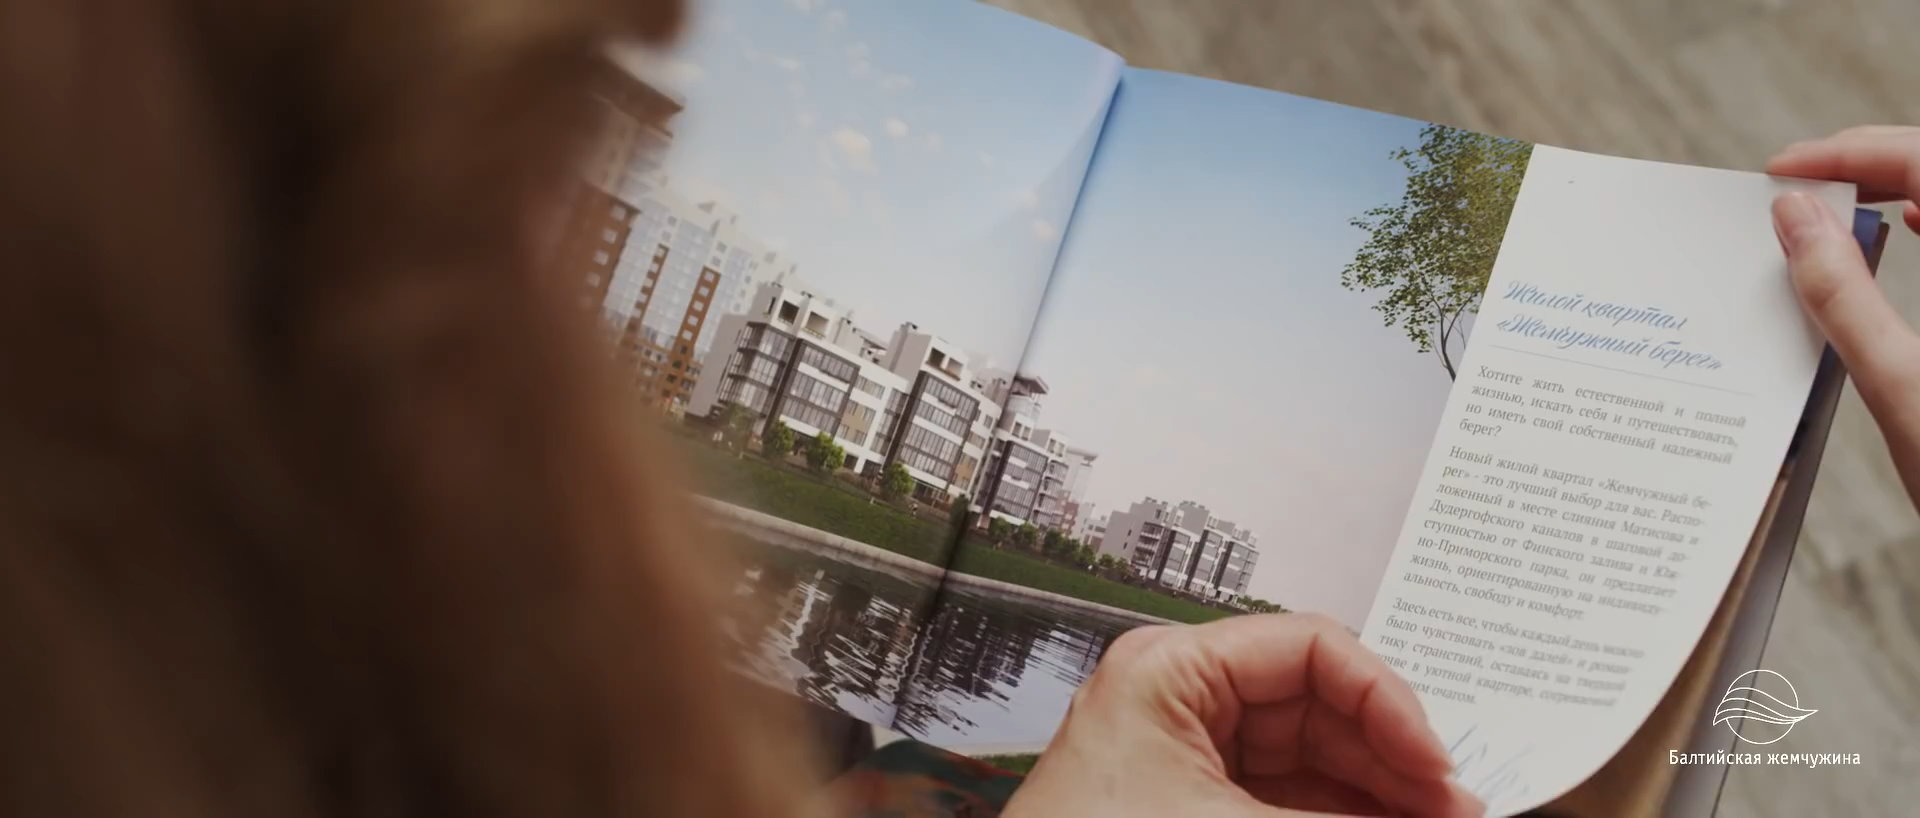 Жилой квартал
«Жемчужный берег»
Хотите жить естественной и полной
жизнью, искать себя и путешествовать,
но иметь свой собственный надежный
берег?
Новый жилой квартал «Жемчужный бе-
рег» - это лучший выбор для вас. Распо-
ложенный в месте слияния Матисова и
Дудергофского каналов в шаговой до-
ступностью от Финского залива и Юж-
но-Приморского парка, он предлагает
жизнь, ориентированную на индивиду-
альность, свободу и комфорт.
Здесь есть все, чтобы каждый день можно
было чувствовать «зов далей» и роман-
тику странствий, оставаясь на твердой
почве в уютной квартире, согреваемой
очагом.
Балтийская жемчужина